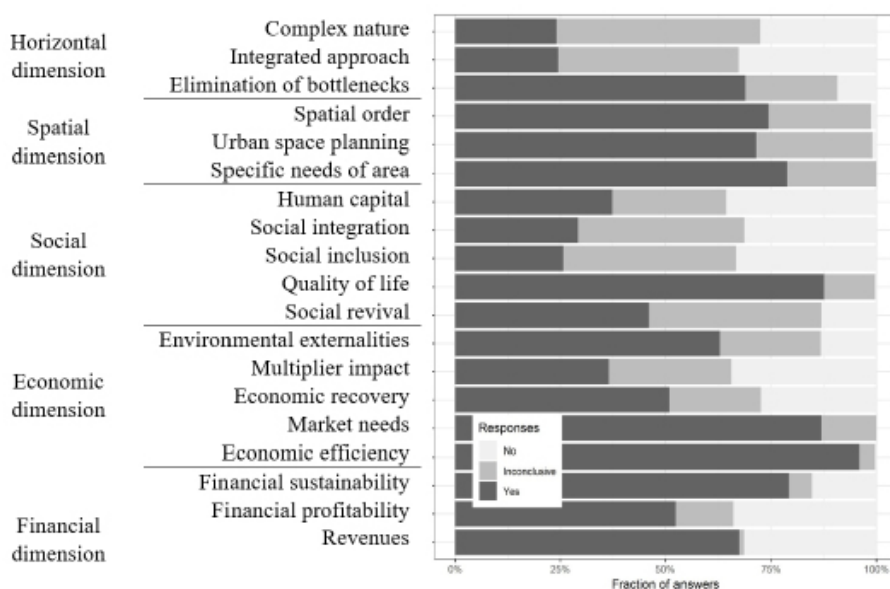 Horizontal
dimension
Complex nature
Integrated approach
Elimination of bottlenecks
Spatial
dimension
Spatial order
Urban space planning
Specific needs of area
Social
dimension
Human capital
Social integration
Social inclusion
Quality of life
Social revival
Economic
dimension
Environmental externalities
Multiplier impact
Economic recovery
Market needs
Economic efficiency
Financial
dimension
Financial sustainability
Financial profitability
Revenues
Responses
No
Inconclusive
Yes
0%
25%
50%
75%
100%
Fraction of answers